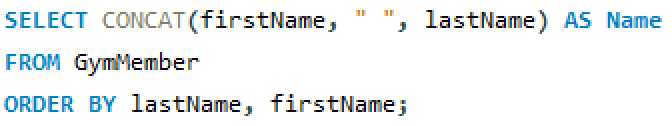 SELECT CONCAT(firstName, " ", lastName) AS Name
FROM GymMember
ORDER BY lastName, firstName;